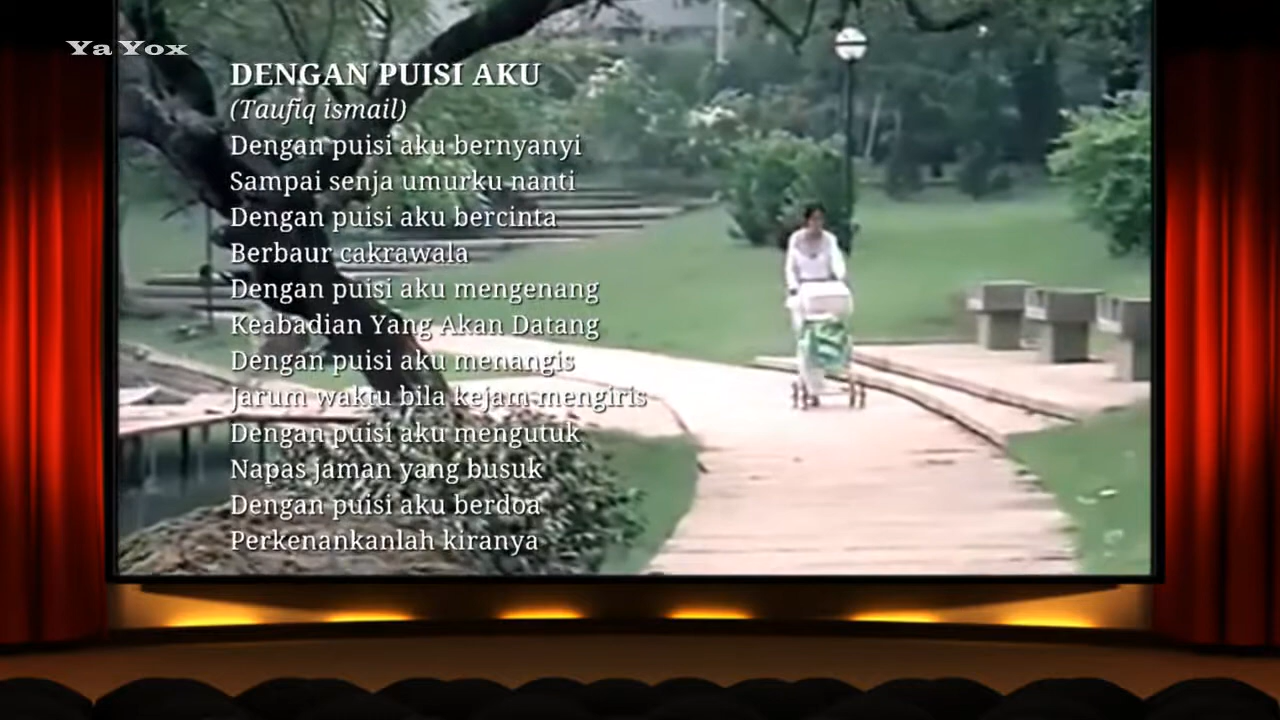 Ya Yox
DENGAN PUISI AKU
(Taufiq ismail)
Dengan puisi aku bernyanyi
Sampai senja umurku nanti
Dengan puisi aku bercinta
Berbaur cakrawala
Dengan puisi aku mengenang
Keabadian Yang Akan Datang
Dengan puisi aku menangis
Jarum waktu bila kejam mengiris
Dengan puisi aku mengutuk
Napas jaman yang busuk
Dengan puisi aku berdoa
Perkenankanlah kiranya